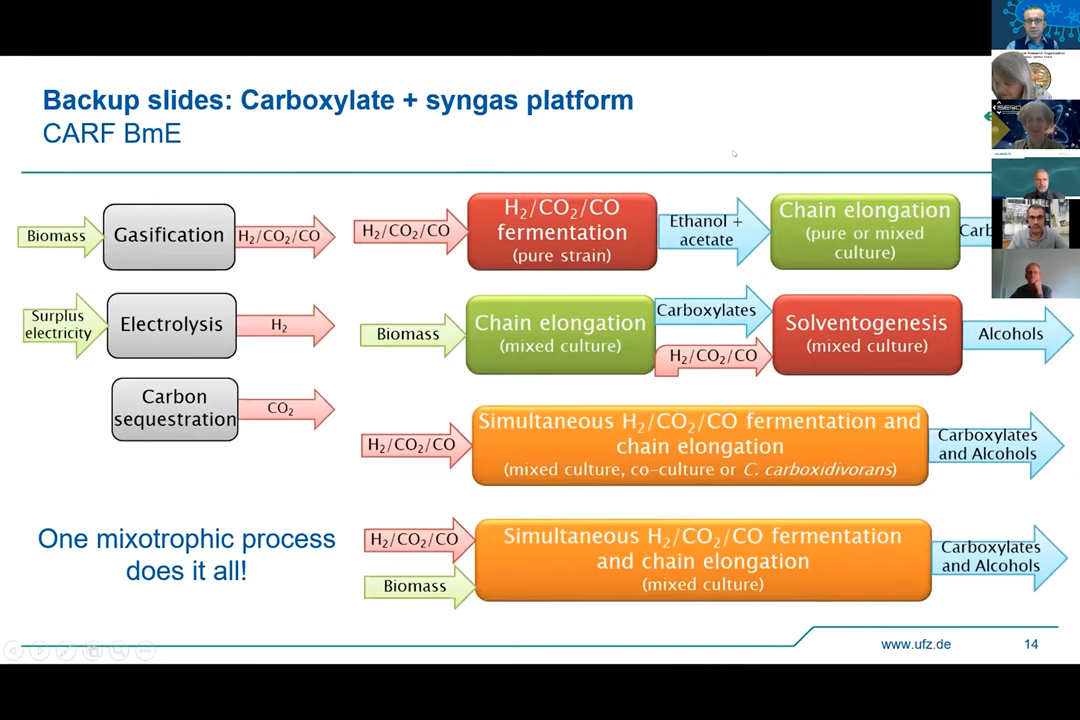 Backup slides: Carboxylate + syngas platform
CARF BmE
Biomass
Gasification
H₂/CO₂/CO
Surplus
electricity
Electrolysis
H₂
Carbon
sequestration
CO₂
H₂/CO₂/CO
H₂/CO₂/CO
fermentation
(pure strain)
Ethanol +
acetate
Chain elongation
(pure or mixed
culture)
Carb
Biomass
Chain elongation
(mixed culture)
Carboxylates
H₂/CO₂/CO
Solventogenesis
(mixed culture)
Alcohols
H₂/CO₂/CO
Simultaneous H₂/CO₂/CO fermentation and
chain elongation
(mixed culture, co-culture or C. carboxidivorans)
Carboxylates
and Alcohols
One mixotrophic process
does it all!
H₂/CO₂/CO
Biomass
Simultaneous H₂/CO₂/CO fermentation
and chain elongation
(mixed culture)
Carboxylates
and Alcohols
www.ufz.de
14